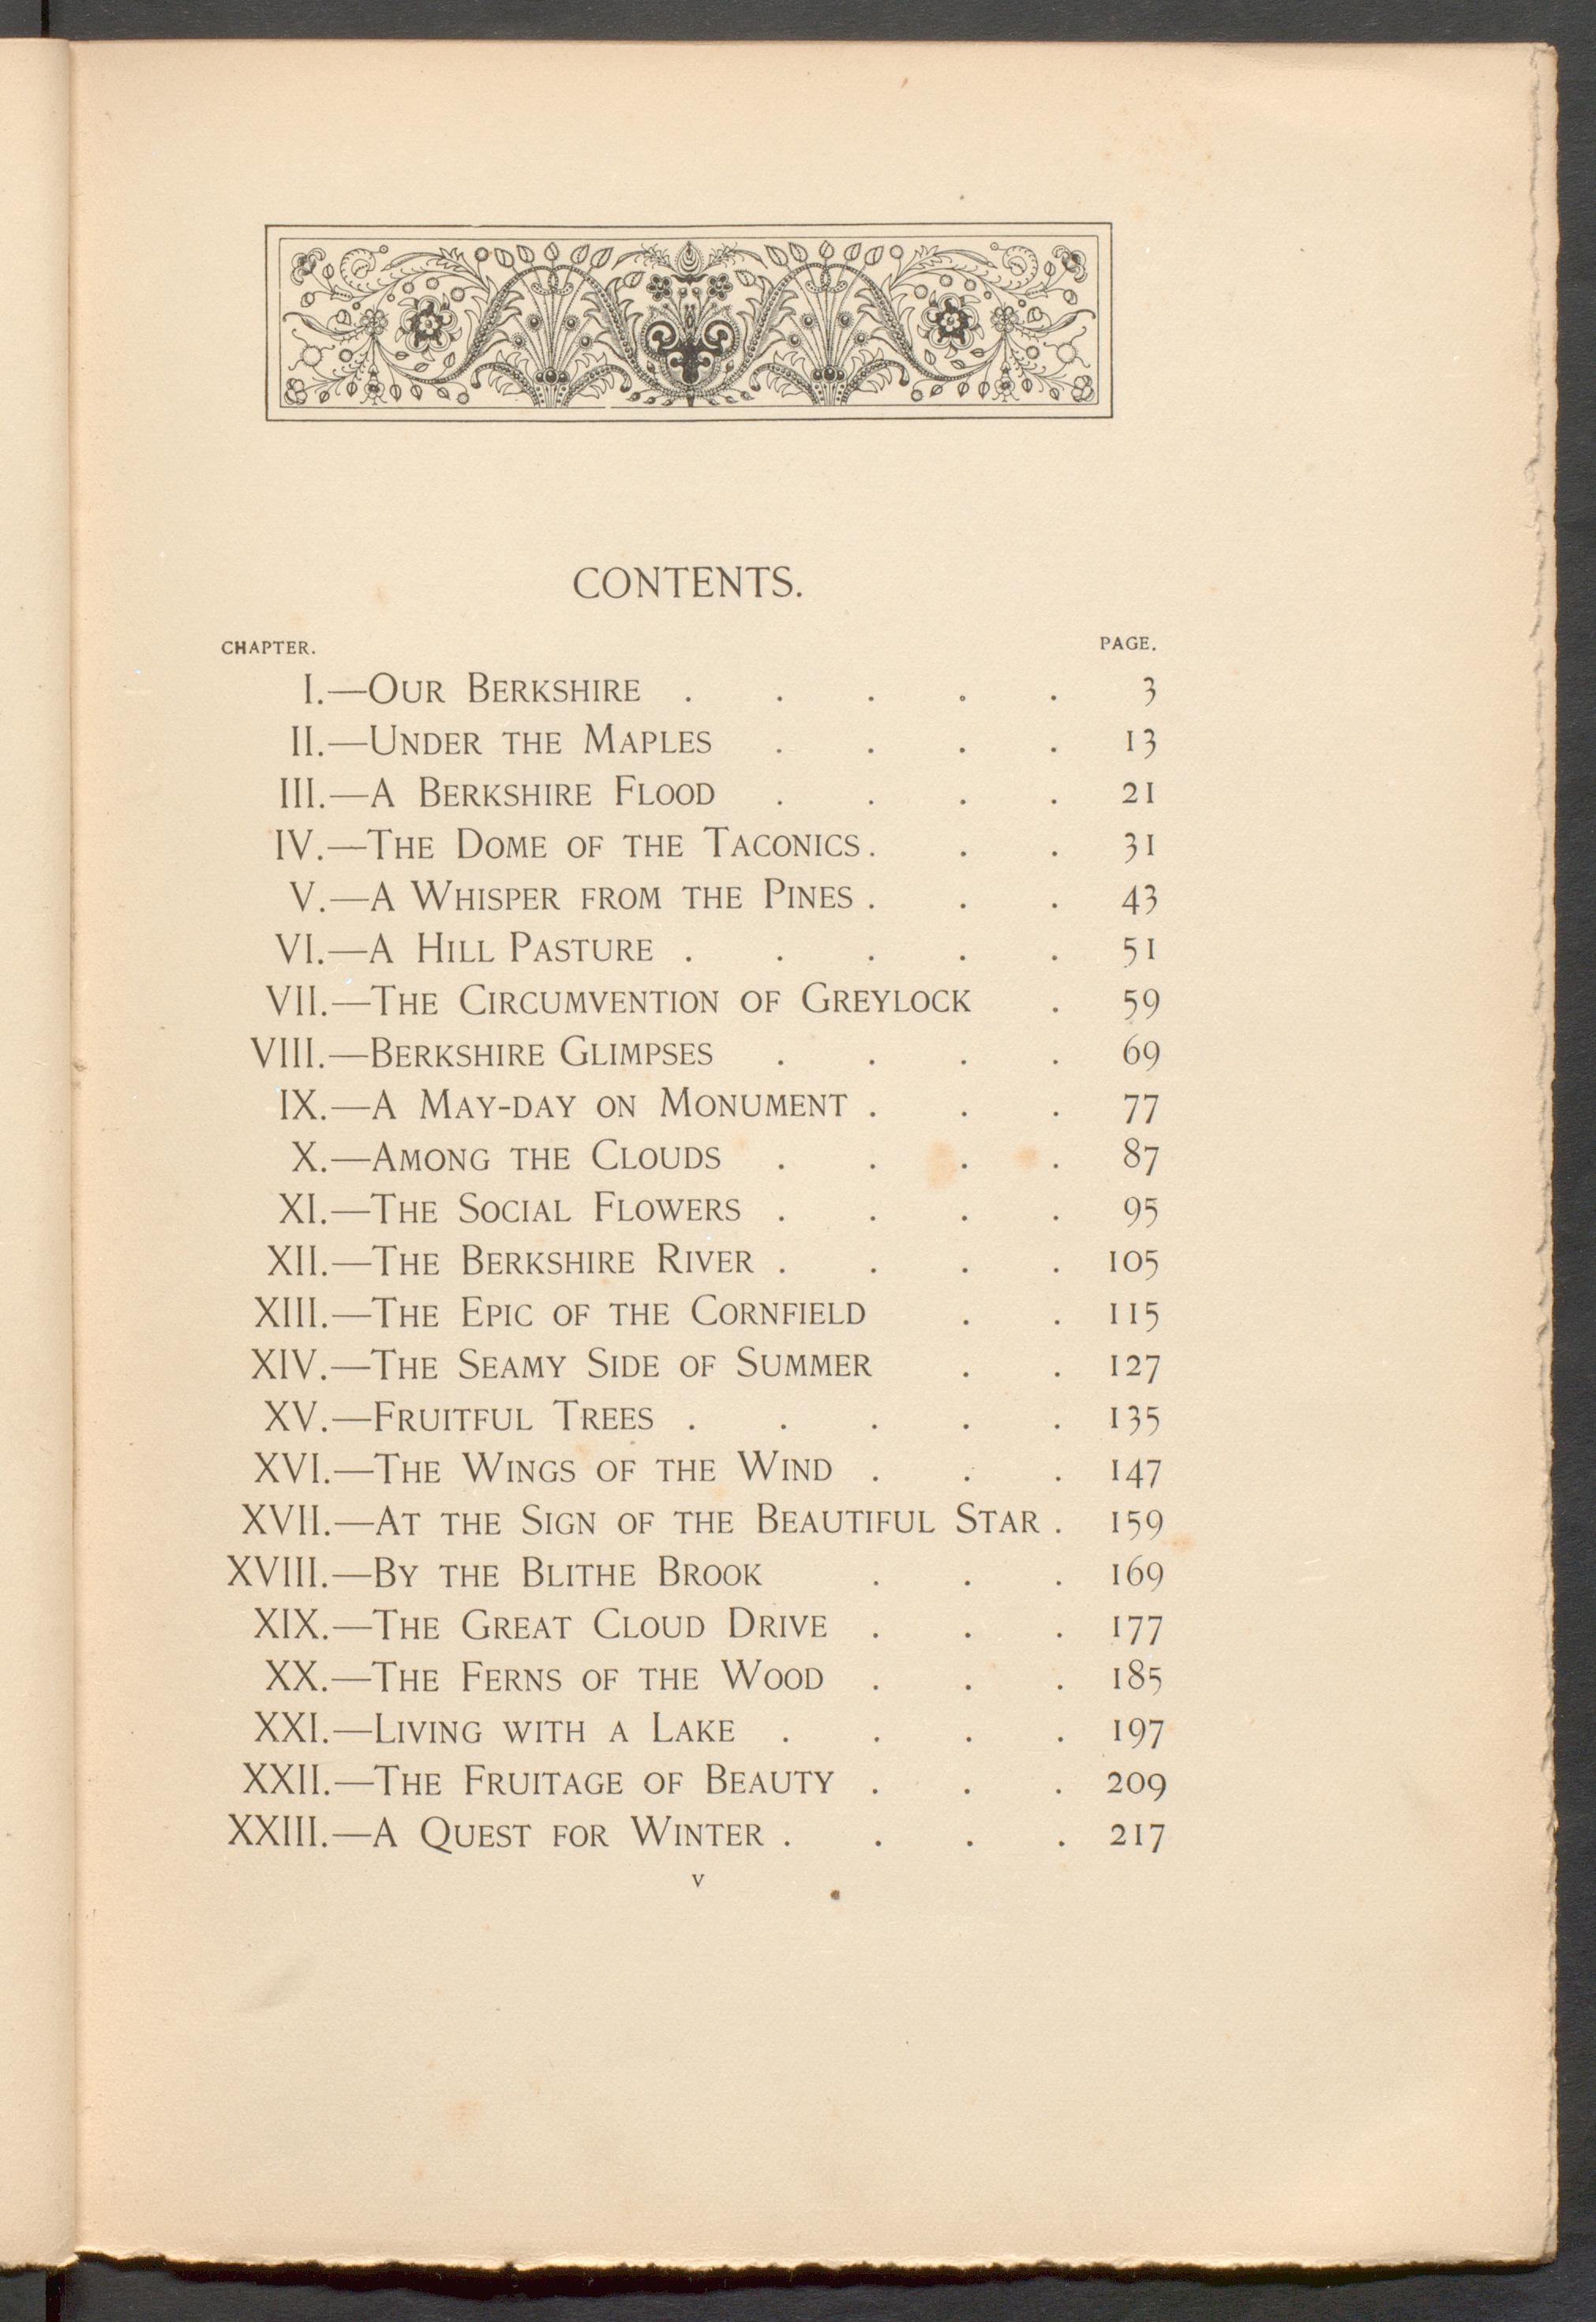 CONTENTS.
CHAPTER. PAGE.
I.—OUR BERKSHIRE . . . . . 3
II.—UNDER THE MAPLES . . . . 13
III.—A BERKSHIRE FLOOD . . . . 21
IV.—THE DOME OF THE TACONICS . . . 31
V.—A WHISPER FROM THE PINES . . . 43
VI.—A HILL PASTURE . . . . . 51
VII.—THE CIRCUMVENTION OF GREYLOCK . 59
VIII.—BERKSHIRE GLIMPSES . . . . 69
IX.—A MAY-DAY ON MONUMENT . . . 77
X.—AMONG THE CLOUDS . . . . 87
XI.—THE SOCIAL FLOWERS . . . . 95
XII.—THE BERKSHIRE RIVER . . . . 105
XIII.—THE EPIC OF THE CORNFIELD . . 115
XIV.—THE SEAMY SIDE OF SUMMER . . 127
XV.—FRUITFUL TREES . . . . . 135
XVI.—THE WINGS OF THE WIND . . . 147
XVII.—AT THE SIGN OF THE BEAUTIFUL STAR . 159
XVIII.—BY THE BLITHE BROOK . . . 169
XIX.—THE GREAT CLOUD DRIVE . . . 177
XX.—THE FERNS OF THE WOOD . . . 185
XXI.—LIVING WITH A LAKE . . . . 197
XXII.—THE FRUITAGE OF BEAUTY . . . 209
XXIII.—A QUEST FOR WINTER . . . . 217
v